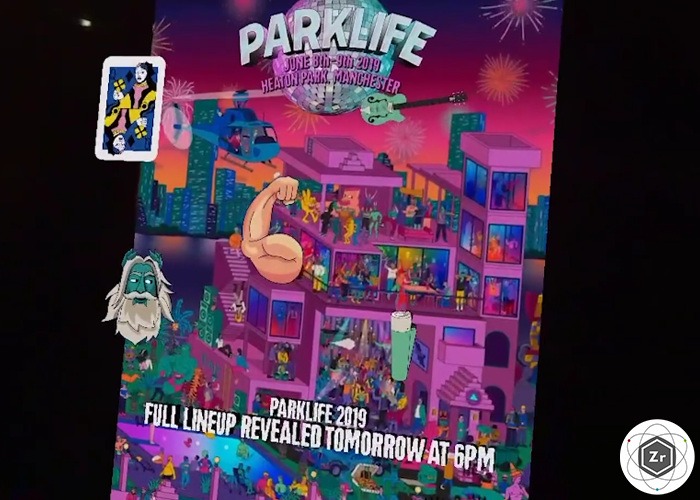 PARKLIFE
JUNE 8th-9th 2019
HEATON PARK, MANCHESTER
PARKLIFE 2019
FULL LINEUP REVEALED TOMORROW AT 6PM
Zr